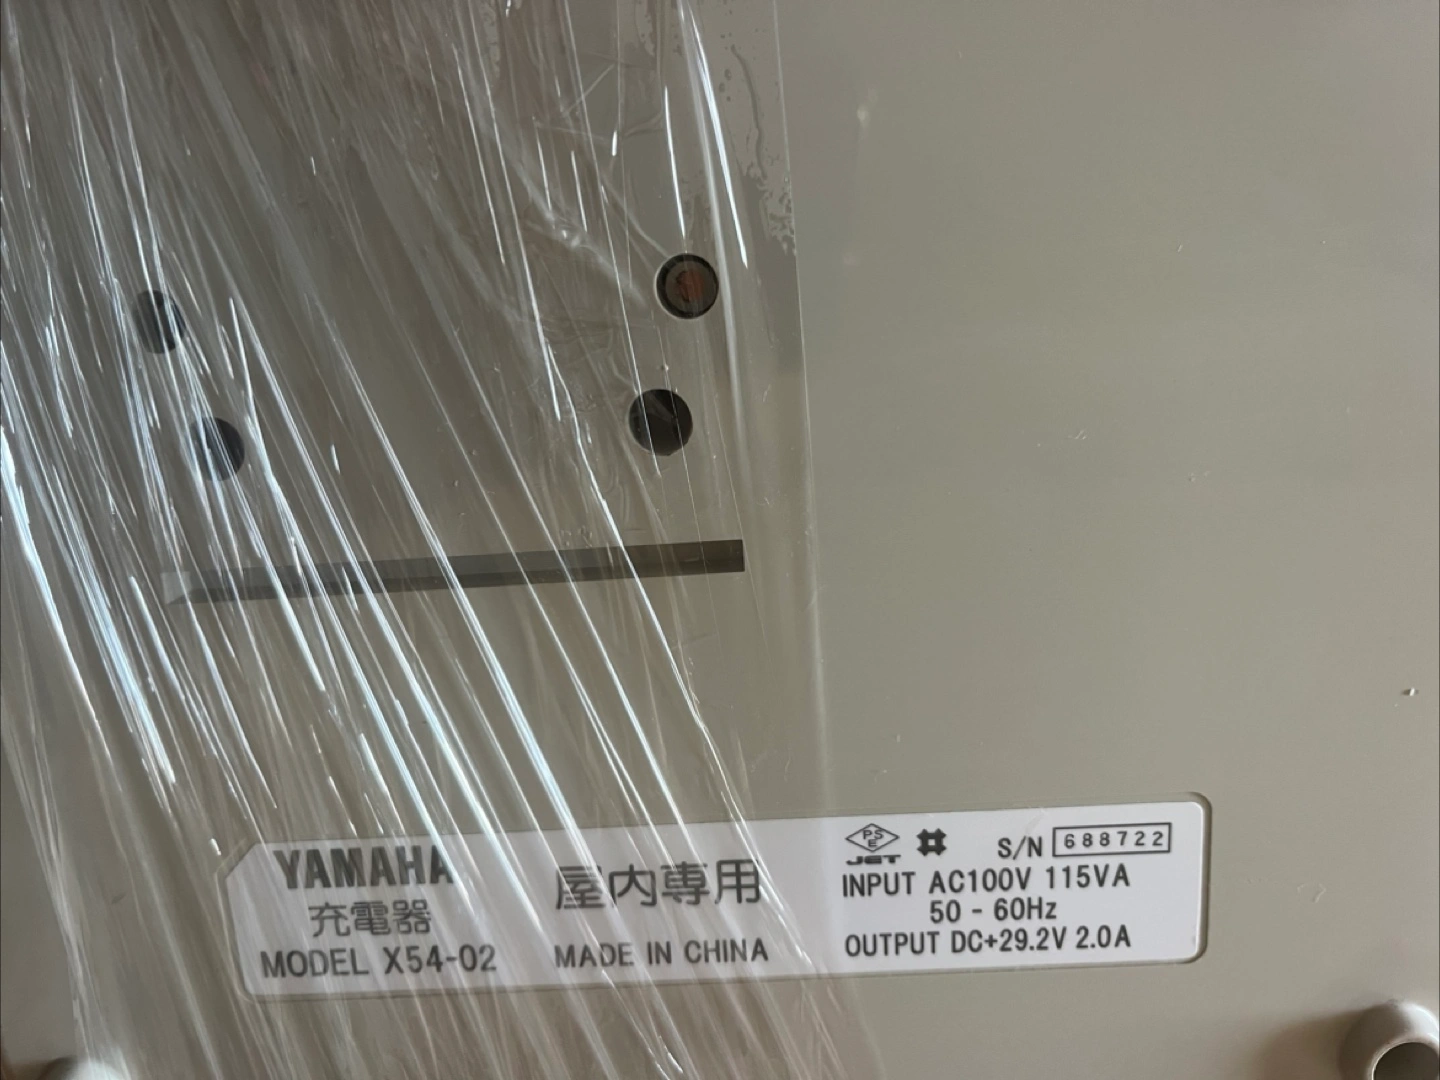 YAMAHA
充電器
MODEL X54-02
屋内専用
MADE IN CHINA
PSE
JET
S/N 688722
INPUT AC100V 115VA
50 - 60Hz
OUTPUT DC+29.2V 2.0A